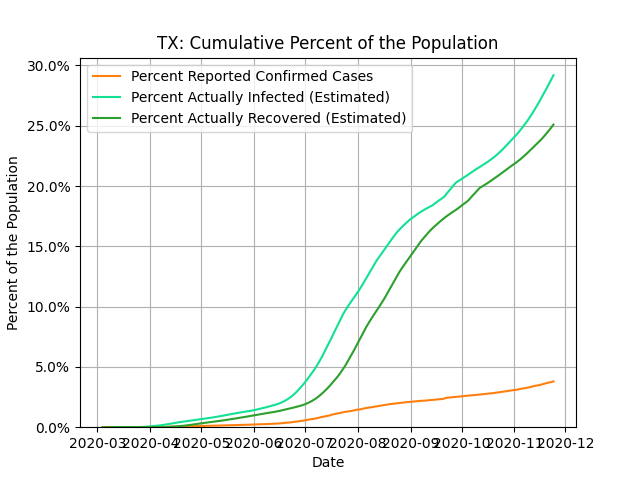 TX: Cumulative Percent of the Population
Percent Reported Confirmed Cases
Percent Actually Infected (Estimated)
Percent Actually Recovered (Estimated)
30.0%
25.0%
20.0%
15.0%
10.0%
5.0%
0.0%
Percent of the Population
2020-03 2020-04 2020-05 2020-06 2020-07 2020-08 2020-09 2020-10 2020-11 2020-12
Date